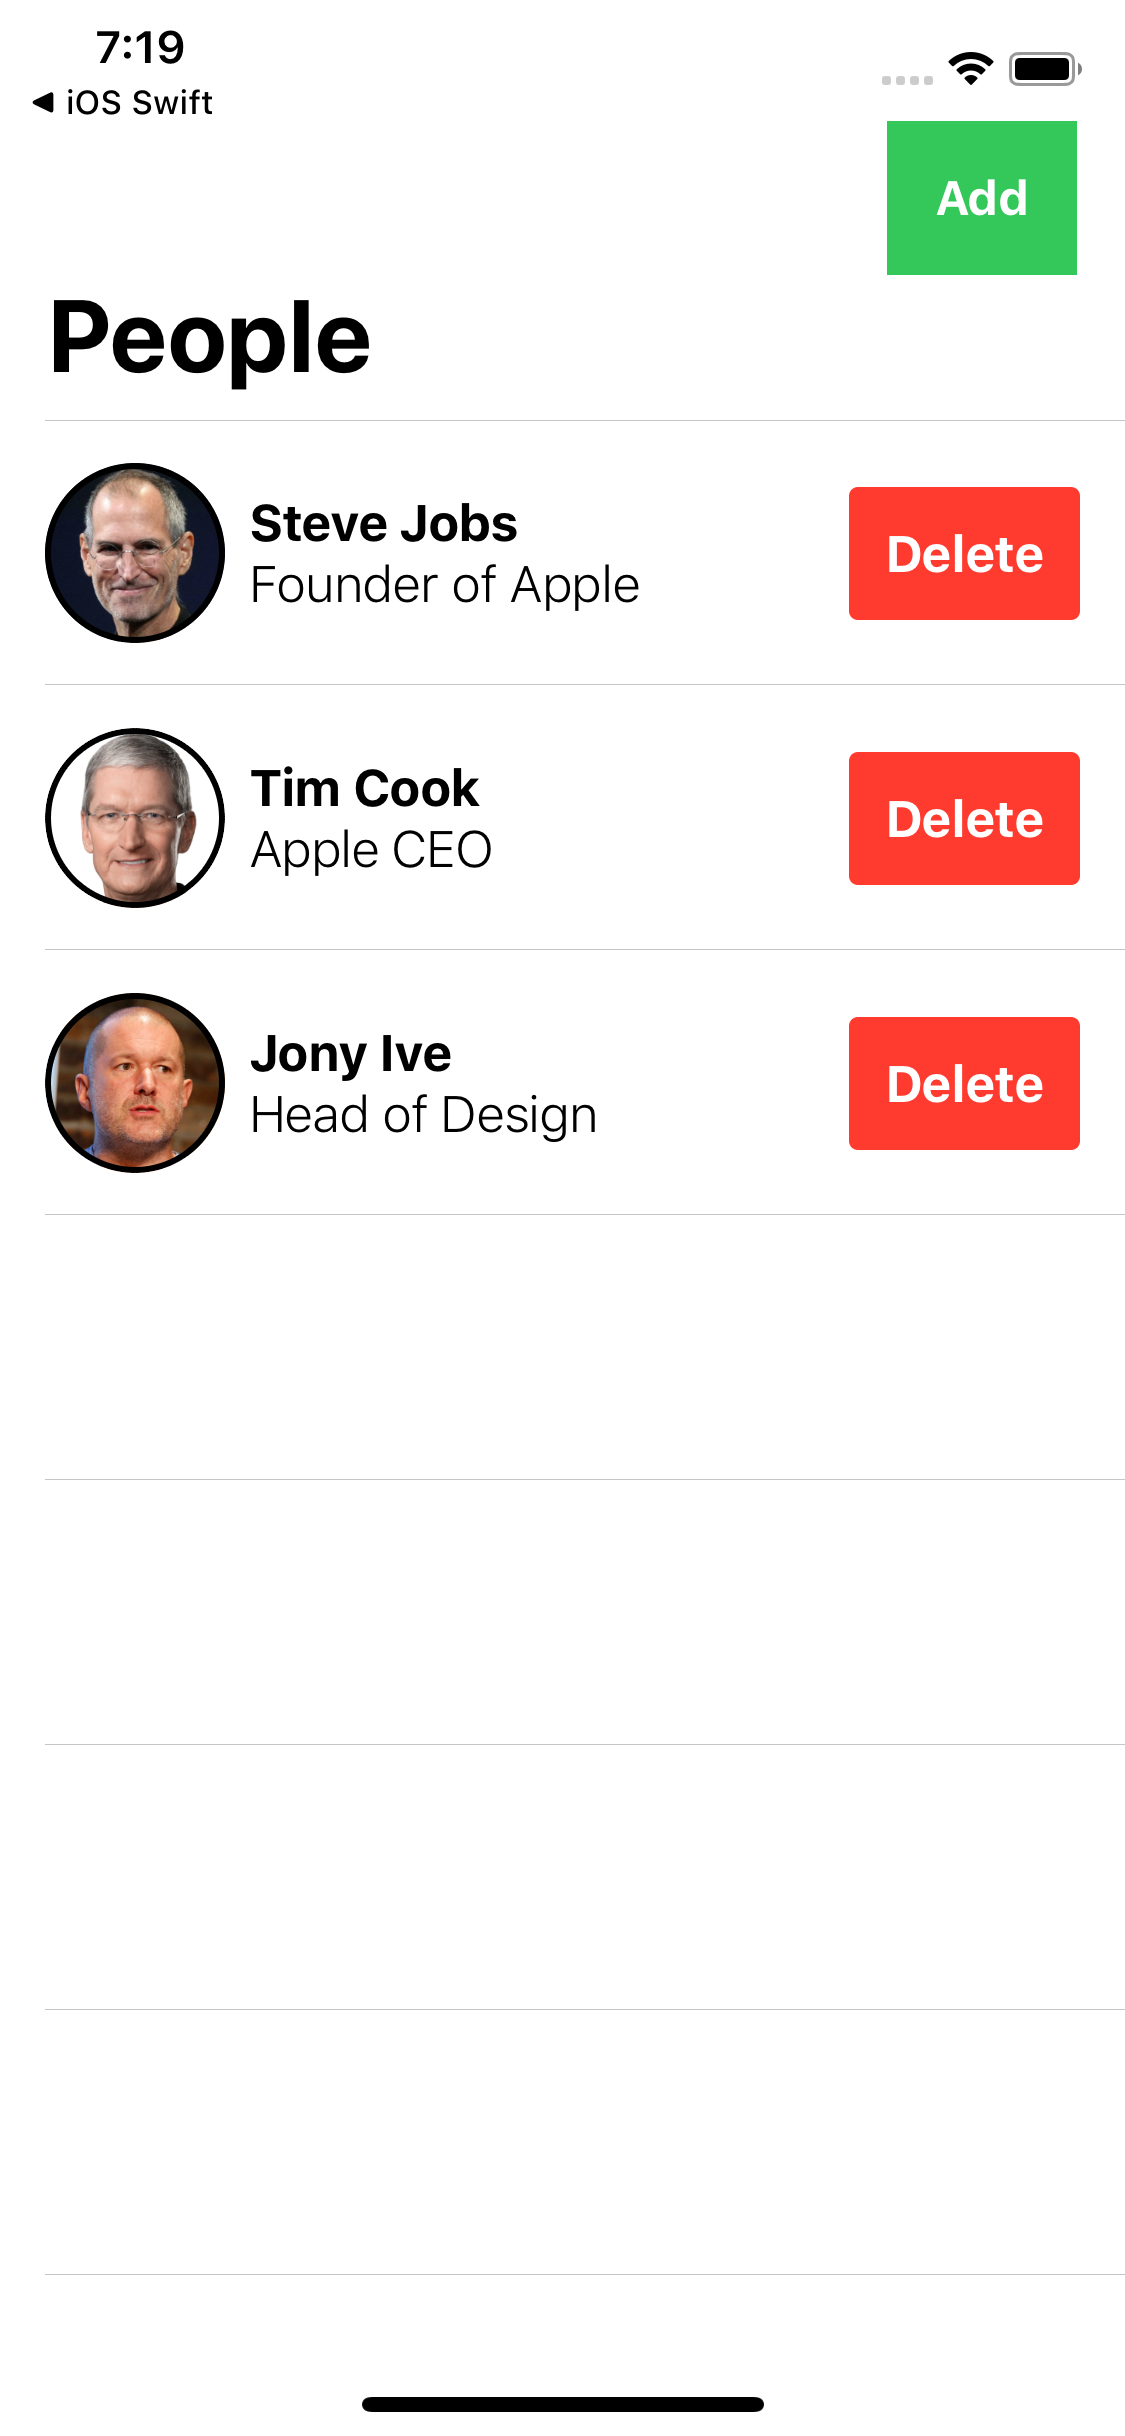 7:19
iOS Swift
Add
People
Steve Jobs
Founder of Apple
Delete
Tim Cook
Apple CEO
Delete
Jony Ive
Head of Design
Delete